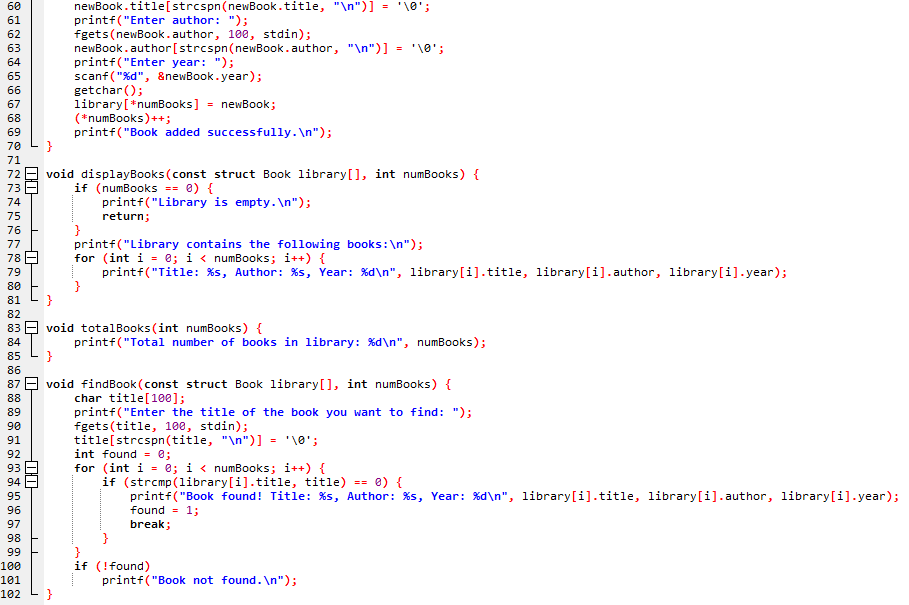 60 newBook.title[strcspn(newBook.title, "\n")] = '\0';
61 printf("Enter author: ");
62 fgets(newBook.author, 100, stdin);
63 newBook.author[strcspn(newBook.author, "\n")] = '\0';
64 printf("Enter year: ");
65 scanf("%d", &newBook.year);
66 getchar();
67 library[*numBooks] = newBook;
68 (*numBooks)++;
69 printf("Book added successfully.\n");
70 }
71
72 void displayBooks(const struct Book library[], int numBooks) {
73 if (numBooks == 0) {
74 printf("Library is empty.\n");
75 return;
76 }
77 printf("Library contains the following books:\n");
78 for (int i = 0; i < numBooks; i++) {
79 printf("Title: %s, Author: %s, Year: %d\n", library[i].title, library[i].author, library[i].year);
80 }
81 }
82
83 void totalBooks(int numBooks) {
84 printf("Total number of books in library: %d\n", numBooks);
85 }
86
87 void findBook(const struct Book library[], int numBooks) {
88 char title[100];
89 printf("Enter the title of the book you want to find: ");
90 fgets(title, 100, stdin);
91 title[strcspn(title, "\n")] = '\0';
92 int found = 0;
93 for (int i = 0; i < numBooks; i++) {
94 if (strcmp(library[i].title, title) == 0) {
95 printf("Book found! Title: %s, Author: %s, Year: %d\n", library[i].title, library[i].author, library[i].year);
96 found = 1;
97 break;
98 }
99 }
100 if (!found)
101 printf("Book not found.\n");
102 }